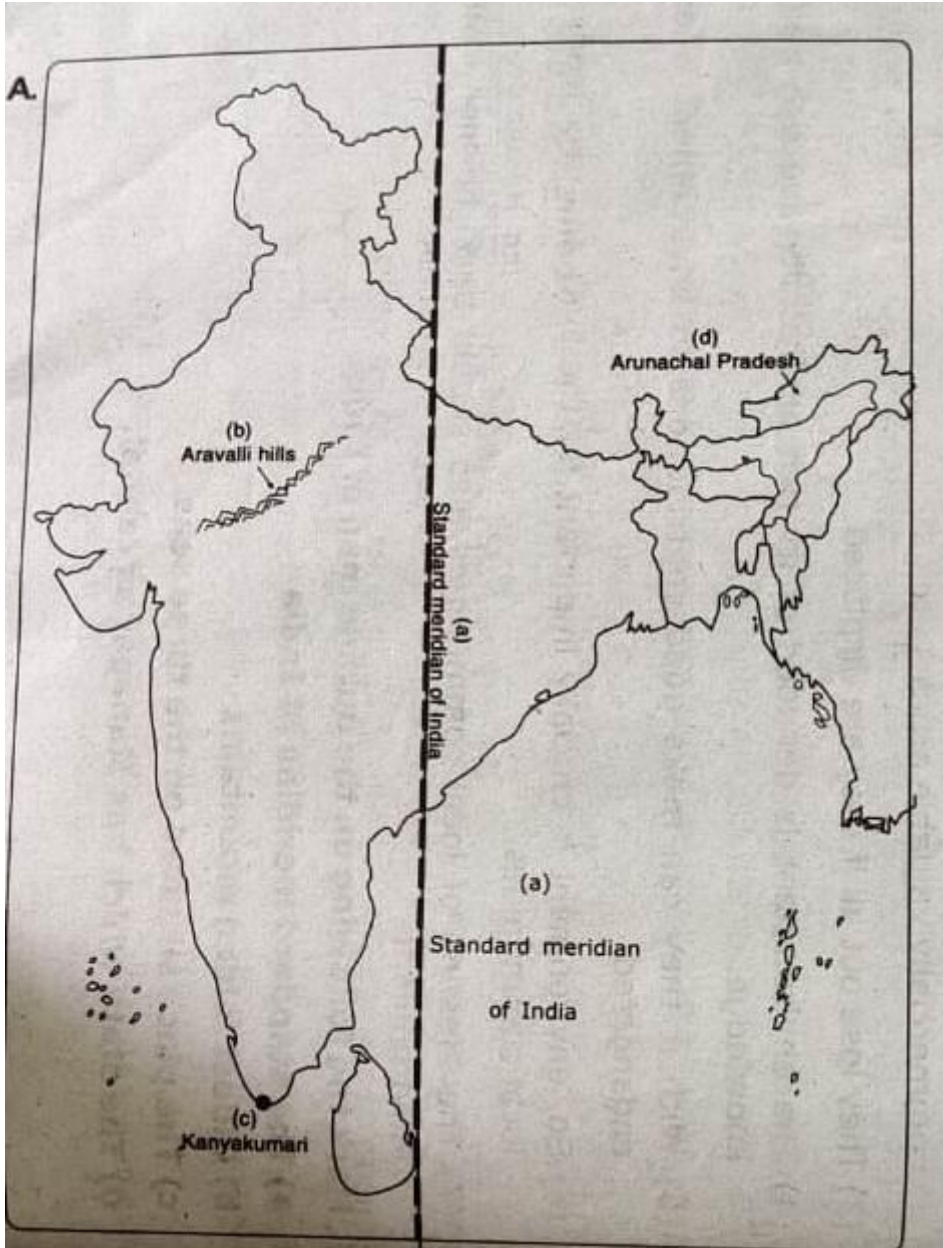 A.
(d)
Arunachal Pradesh
(b)
Aravalli hills
(a)
Standard meridian of India
(a)
Standard meridian
of India
(c)
Kanyakumari